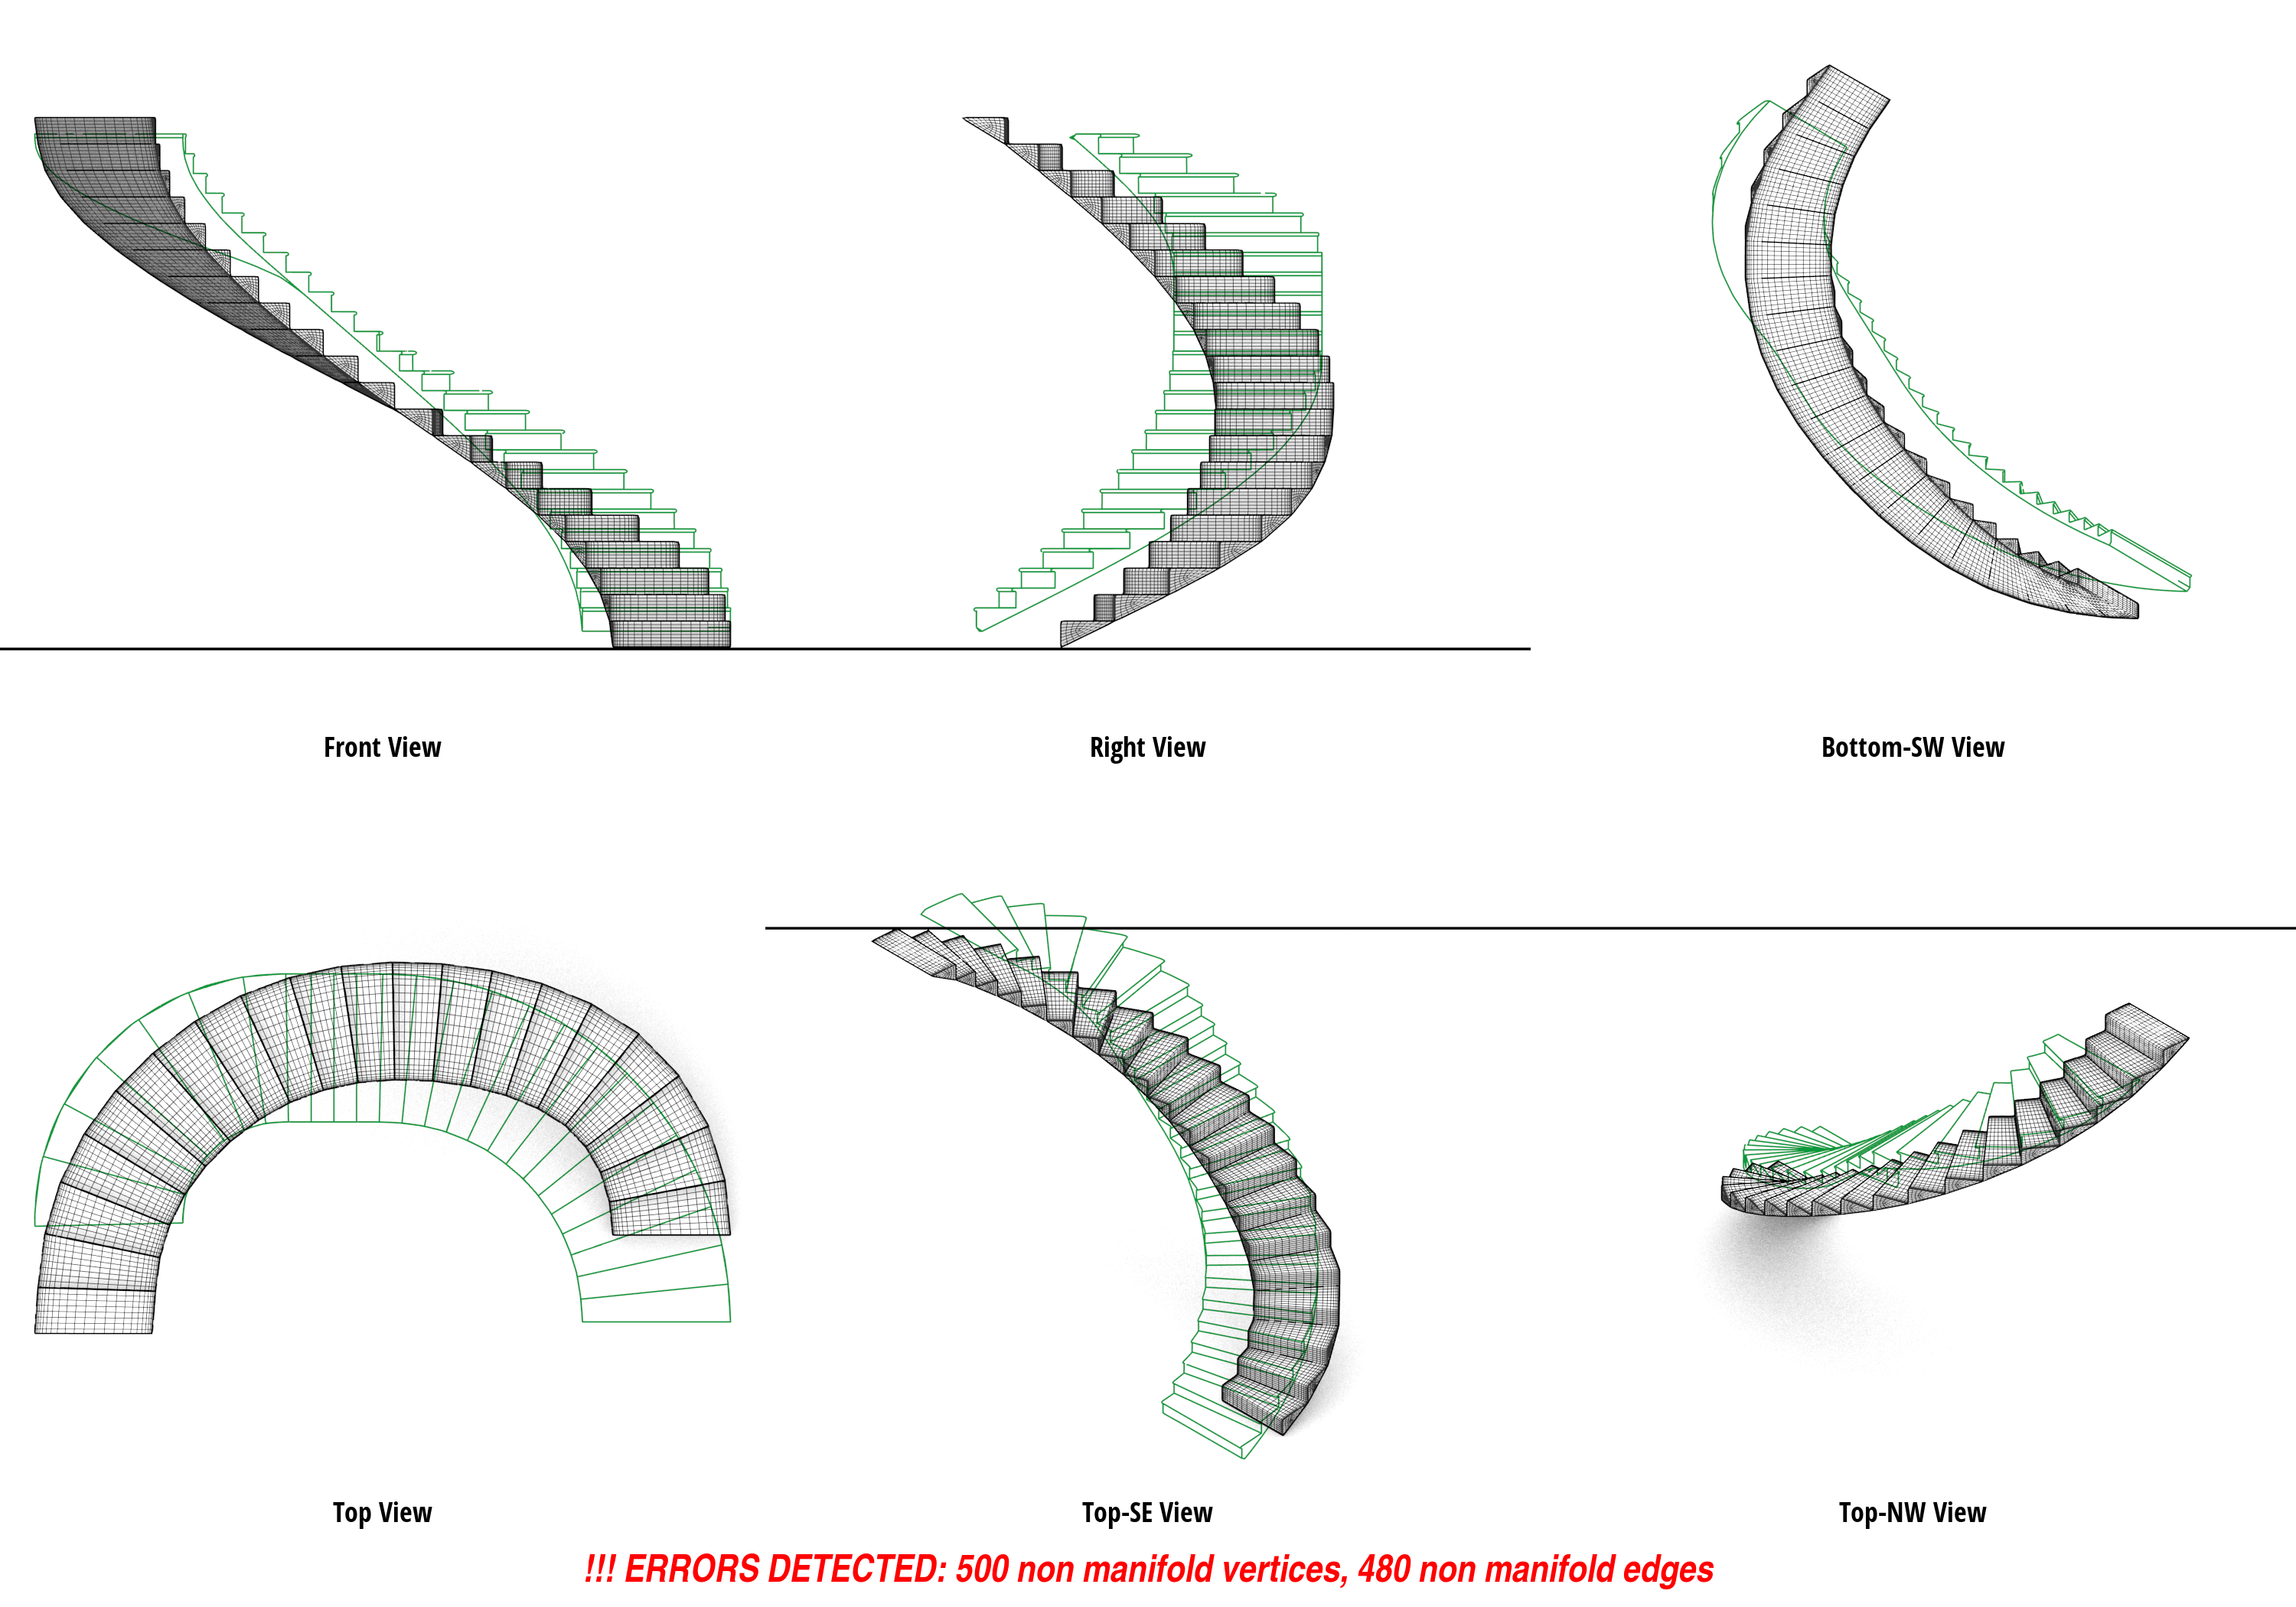 Front View
Right View
Bottom-SW View
Top View
Top-SE View
Top-NW View
!!! ERRORS DETECTED: 500 non manifold vertices, 480 non manifold edges